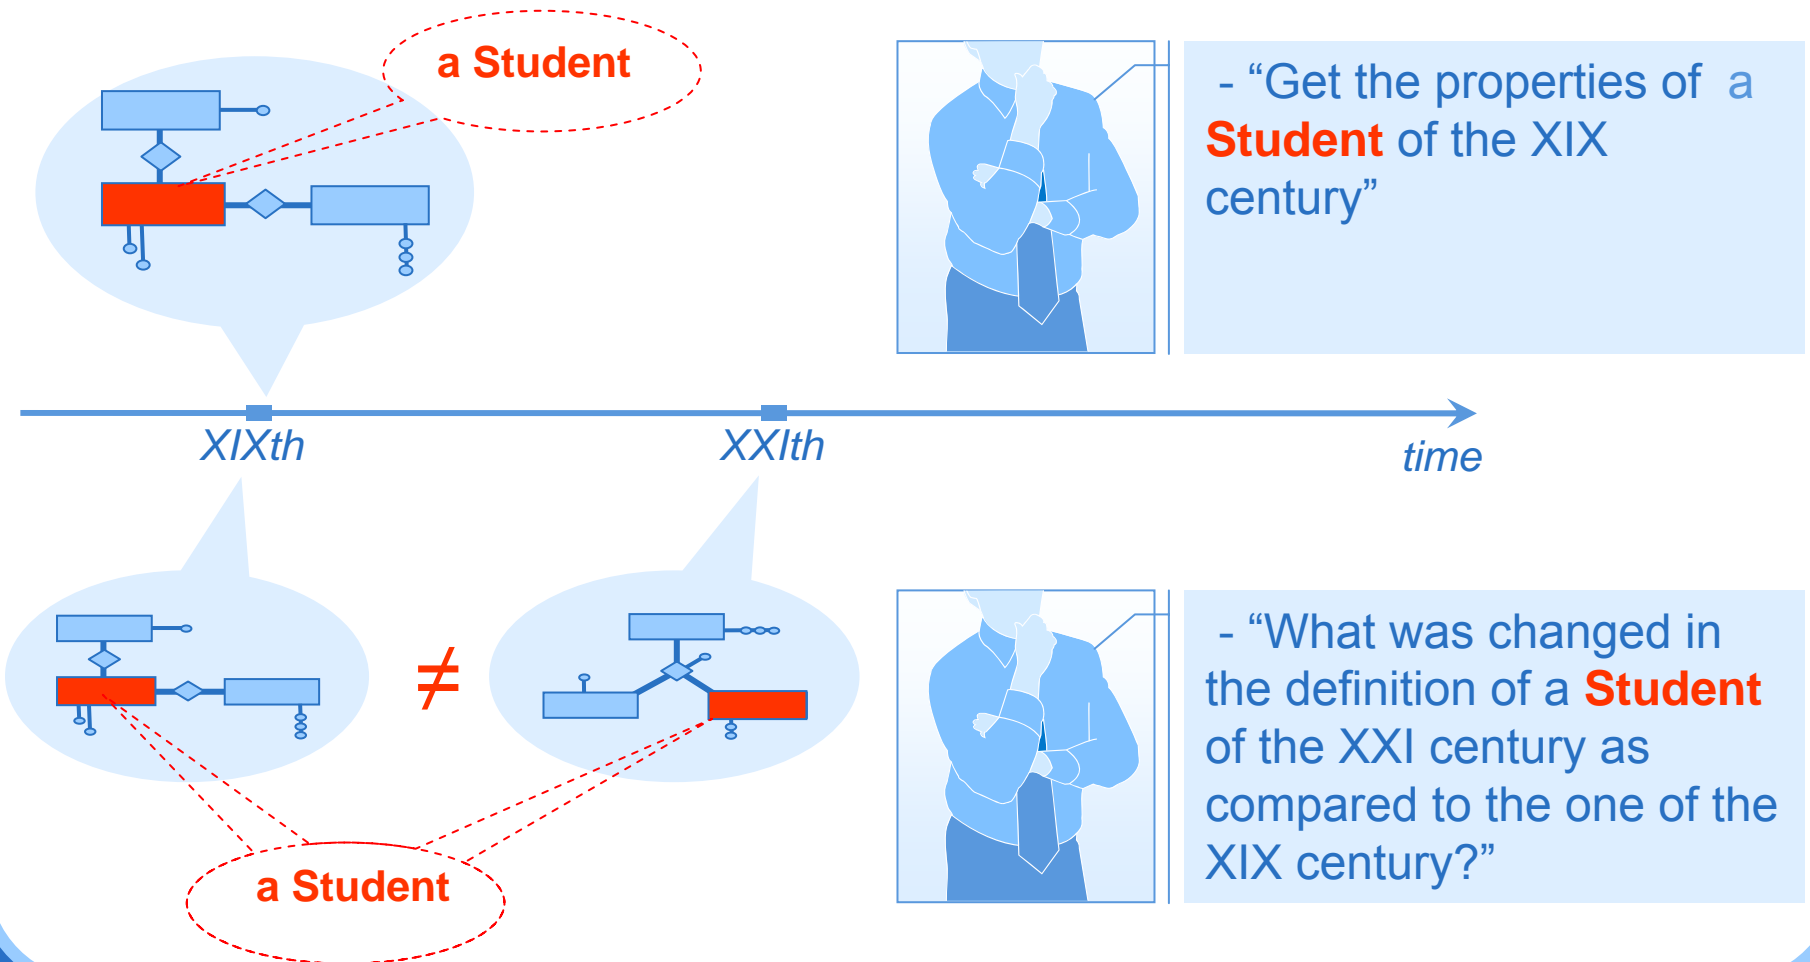 a Student
- “Get the properties of a
Student of the XIX
century”
XIXth
XXIth
time
≠
a Student
- “What was changed in
the definition of a Student
of the XXI century as
compared to the one of the
XIX century?”